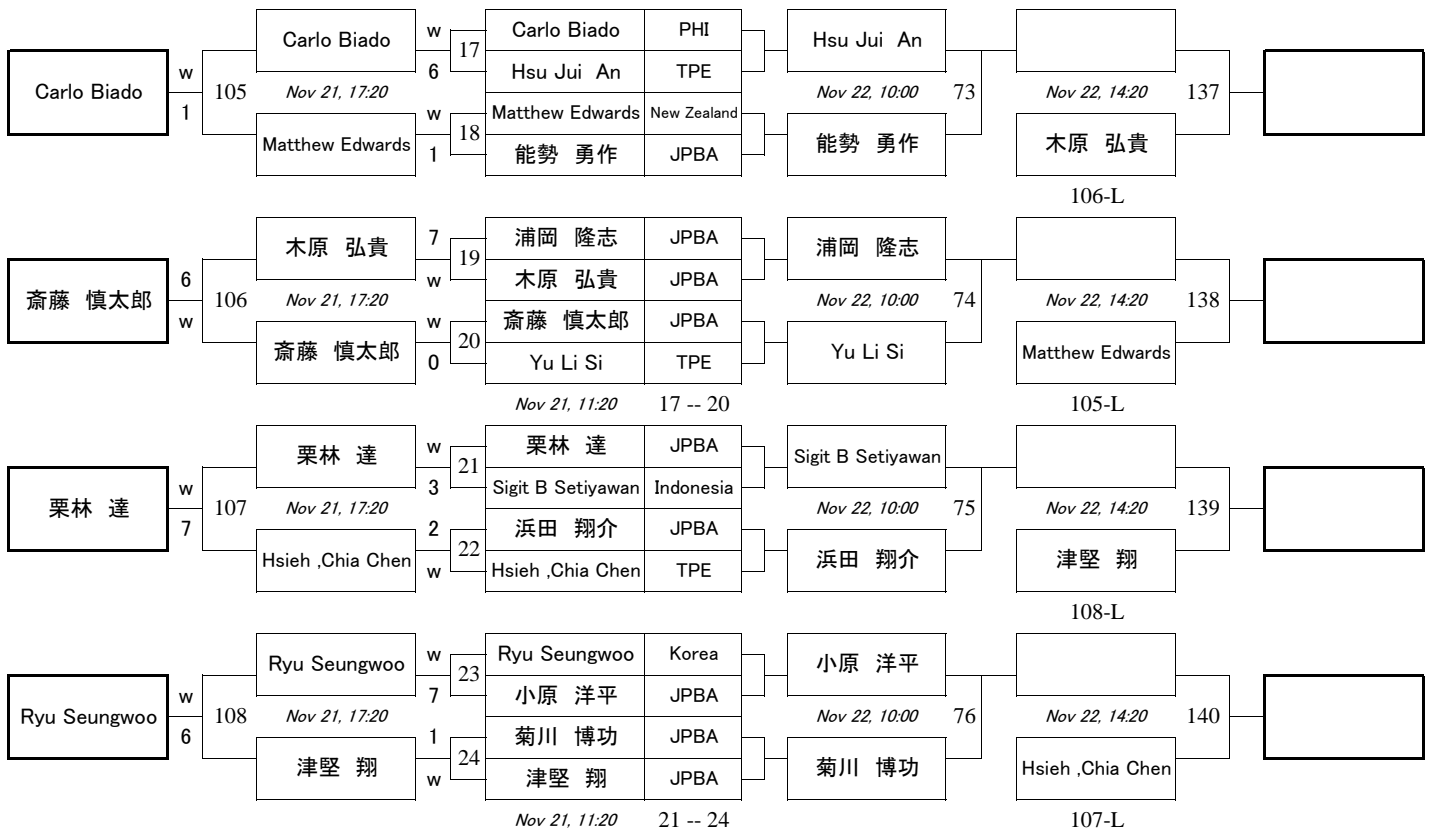 Carlo Biado w Carlo Biado PHI Hsu Jui An
17
w 6 Hsu Jui An TPE
Carlo Biado 105 Nov 21, 17:20 Nov 22, 10:00 73 Nov 22, 14:20 137
1 w Matthew Edwards New Zealand
Matthew Edwards 18 能勢 勇作 木原 弘貴
1 能勢 勇作 JPBA
106-L
木原 弘貴 7 浦岡 隆志 JPBA 浦岡 隆志
19
6 w 木原 弘貴 JPBA
斎藤 慎太郎 106 Nov 21, 17:20 Nov 22, 10:00 74 Nov 22, 14:20 138
w w 斎藤 慎太郎 JPBA
斎藤 慎太郎 20 Yu Li Si Matthew Edwards
0 Yu Li Si TPE
Nov 21, 11:20 17 -- 20 105-L
栗林 達 w 栗林 達 JPBA Sigit B Setiyawan
21
w 3 Sigit B Setiyawan Indonesia
栗林 達 107 Nov 21, 17:20 Nov 22, 10:00 75 Nov 22, 14:20 139
7 2 浜田 翔介 JPBA
Hsieh ,Chia Chen 22 浜田 翔介 津堅 翔
w Hsieh ,Chia Chen TPE
108-L
Ryu Seungwoo w Ryu Seungwoo Korea 小原 洋平
23
w 7 小原 洋平 JPBA
Ryu Seungwoo 108 Nov 21, 17:20 Nov 22, 10:00 76 Nov 22, 14:20 140
6 1 菊川 博功 JPBA
津堅 翔 24 菊川 博功 Hsieh ,Chia Chen
w 津堅 翔 JPBA
Nov 21, 11:20 21 -- 24 107-L